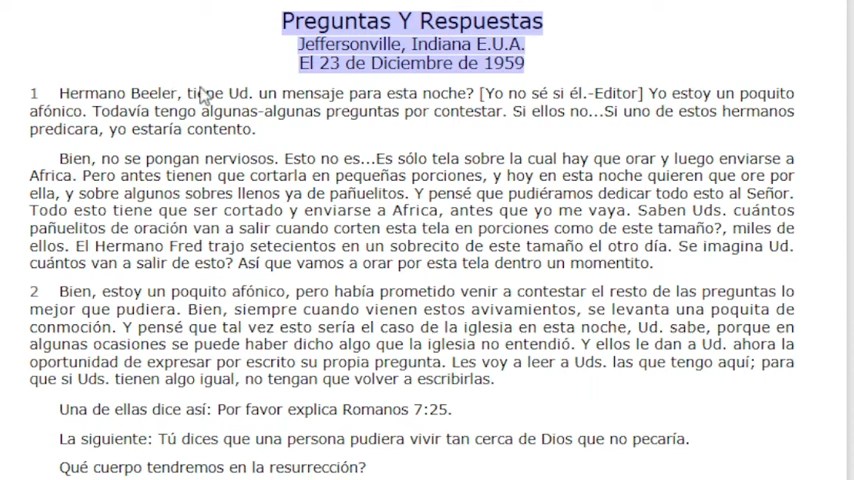 Preguntas Y Respuestas
Jeffersonville, Indiana E.U.A.
El 23 de Diciembre de 1959
1 Hermano Beeler, tiene Ud. un mensaje para esta noche? [Yo no sé si él.-Editor] Yo estoy un poquito
afónico. Todavía tengo algunas-algunas preguntas por contestar. Si ellos no...Si uno de estos hermanos
predicara, yo estaría contento.
Bien, no se pongan nerviosos. Esto no es...Es sólo tela sobre la cual hay que orar y luego enviarse a
Africa. Pero antes tienen que cortarla en pequeñas porciones, y hoy en esta noche quieren que ore por
ella, y sobre algunos sobres llenos ya de pañuelitos. Y pensé que pudiéramos dedicar todo esto al Señor.
Todo esto tiene que ser cortado y enviarse a Africa, antes que yo me vaya. Saben Uds. cuántos
pañuelitos de oración van a salir cuando corten esta tela en porciones como de este tamaño?, miles de
ellos. El Hermano Fred trajo setecientos en un sobrecito de este tamaño el otro día. Se imagina Ud.
cuántos van a salir de esto? Así que vamos a orar por esta tela dentro un momentito.
2 Bien, estoy un poquito afónico, pero había prometido venir a contestar el resto de las preguntas lo
mejor que pudiera. Bien, siempre cuando vienen estos avivamientos, se levanta una poquita de
conmoción. Y pensé que tal vez esto sería el caso de la iglesia en esta noche, Ud. sabe, porque en
algunas ocasiones se puede haber dicho algo que la iglesia no entendió. Y ellos le dan a Ud. ahora la
oportunidad de expresar por escrito su propia pregunta. Les voy a leer a Uds. las que tengo aquí; para
que si Uds. tienen algo igual, no tengan que volver a escribirlas.
Una de ellas dice así: Por favor explica Romanos 7:25.
La siguiente: Tú dices que una persona pudiera vivir tan cerca de Dios que no pecaría.
Qué cuerpo tendremos en la resurrección?